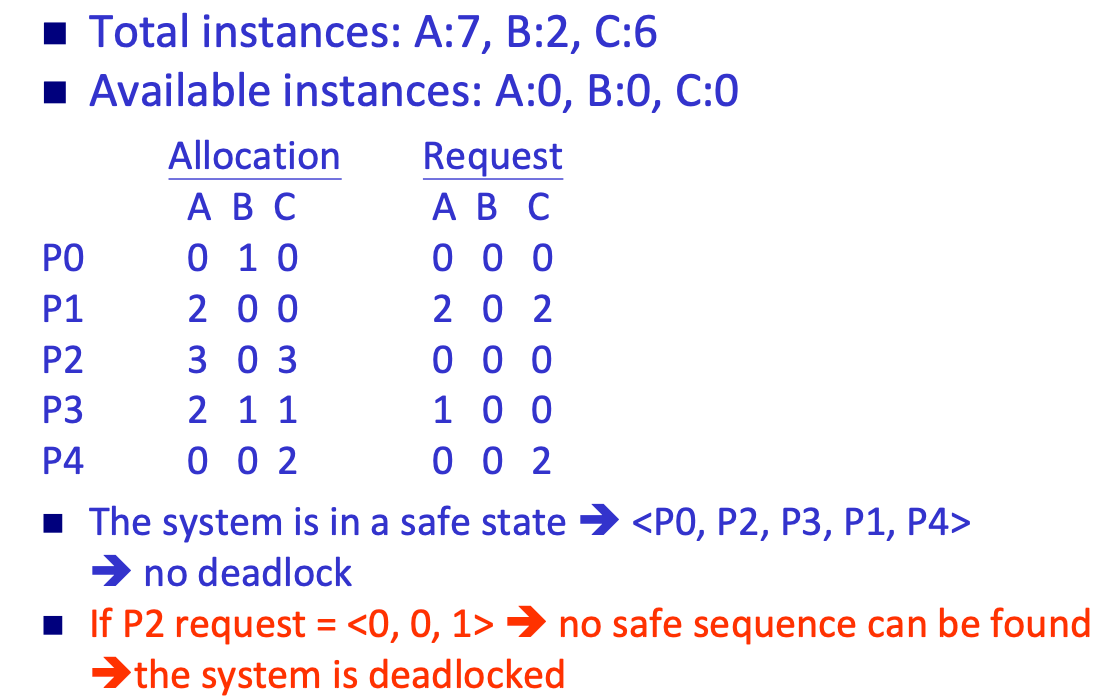 ■ Total instances: A:7, B:2, C:6
■ Available instances: A:0, B:0, C:0
Allocation Request
A B C A B C
P0 0 1 0 0 0 0
P1 2 0 0 2 0 2
P2 3 0 3 0 0 0
P3 2 1 1 1 0 0
P4 0 0 2 0 0 2
■ The system is in a safe state ➔ <P0, P2, P3, P1, P4>
➔ no deadlock
■ If P2 request = <0, 0, 1> ➔ no safe sequence can be found
➔the system is deadlocked